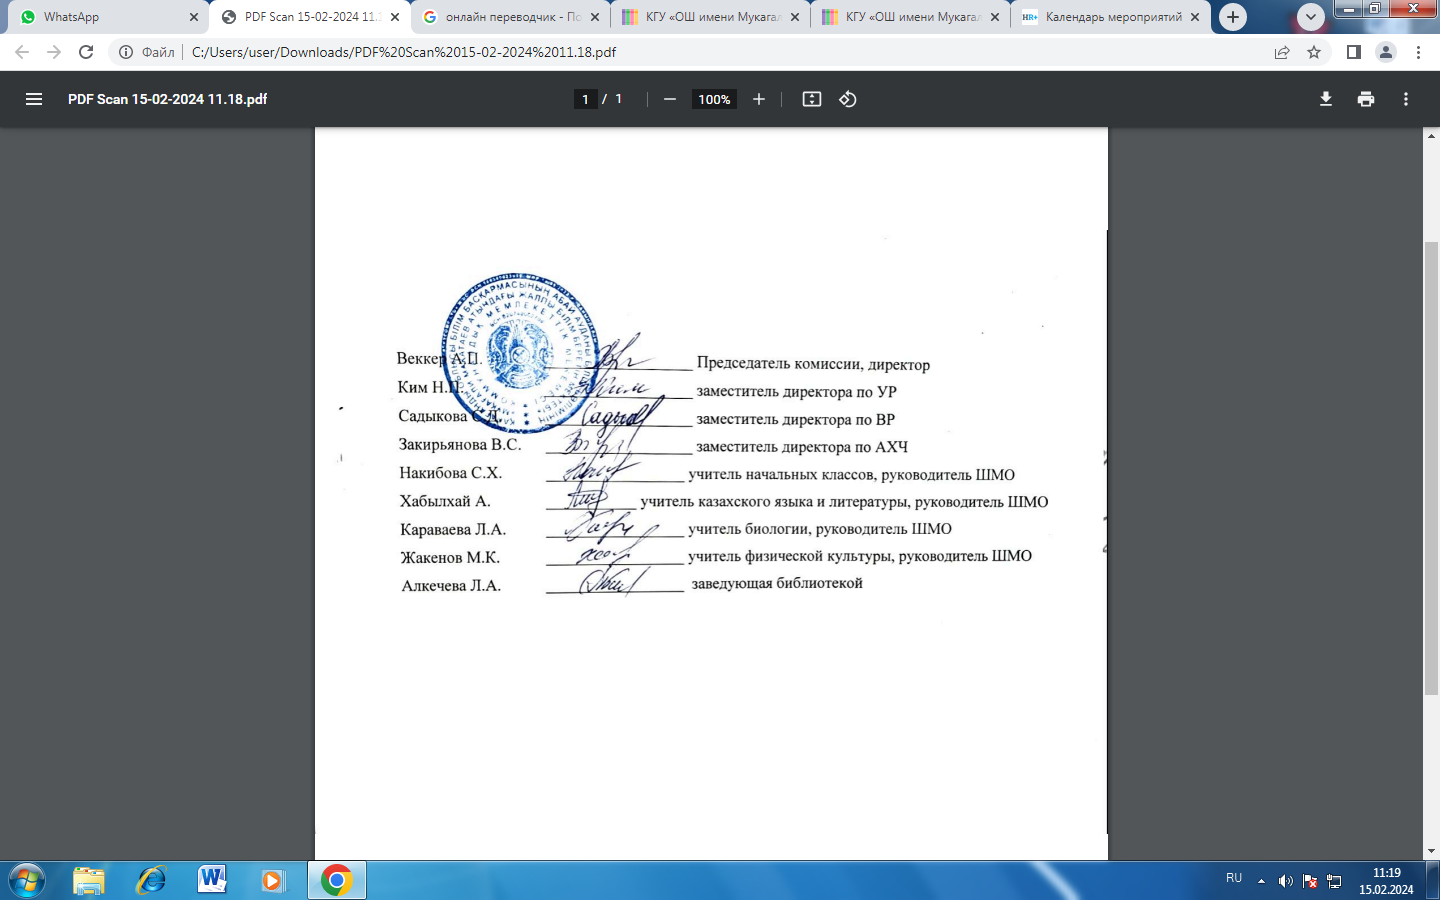 WhatsApp
PDF Scan 15-02-2024 11.1
онлайн переводчик - По
КГУ «ОШ имени Мукагал
КГУ «ОШ имени Мукагал
HR+ Календарь мероприятий
Файл C:/Users/user/Downloads/PDF%20Scan%2015-02-2024%2011.18.pdf
PDF Scan 15-02-2024 11.18.pdf
1 / 1
100%
Веккер А.П. Председатель комиссии, директор
Ким Н.П. заместитель директора по УР
Садыкова С.Д. заместитель директора по ВР
Закирьянова В.С. заместитель директора по АХЧ
Накибова С.Х. учитель начальных классов, руководитель ШМО
Хабылхай А. учитель казахского языка и литературы, руководитель ШМО
Караваева Л.А. учитель биологии, руководитель ШМО
Жакенов М.К. учитель физической культуры, руководитель ШМО
Алкечева Л.А. заведующая библиотекой
RU
11:19
15.02.2024